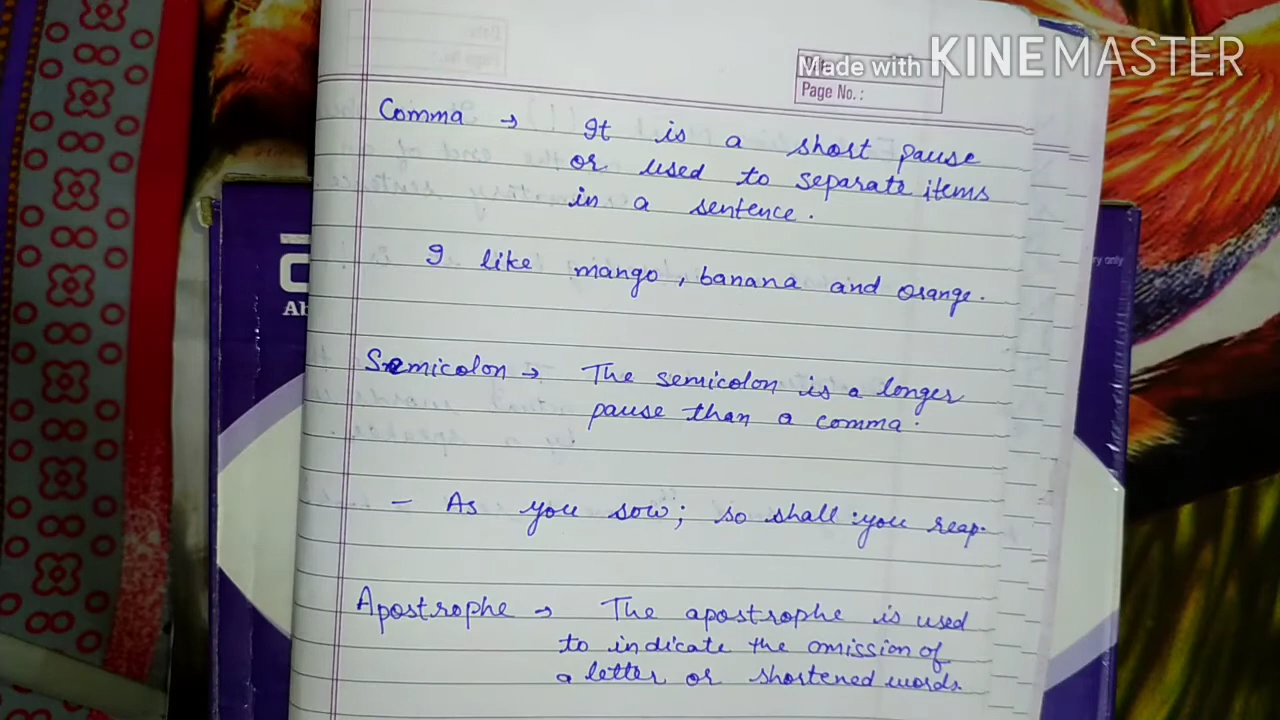 Made with KINEMASTER
Page No. :
Comma → It is a short pause
or used to separate items
in a sentence.
I like mango, banana and orange.
Semicolon → The semicolon is a longer
pause than a comma.
- As you sow; so shall you reap.
Apostrophe → The apostrophe is used
to indicate the omission of
a letter or shortened words.
ry only